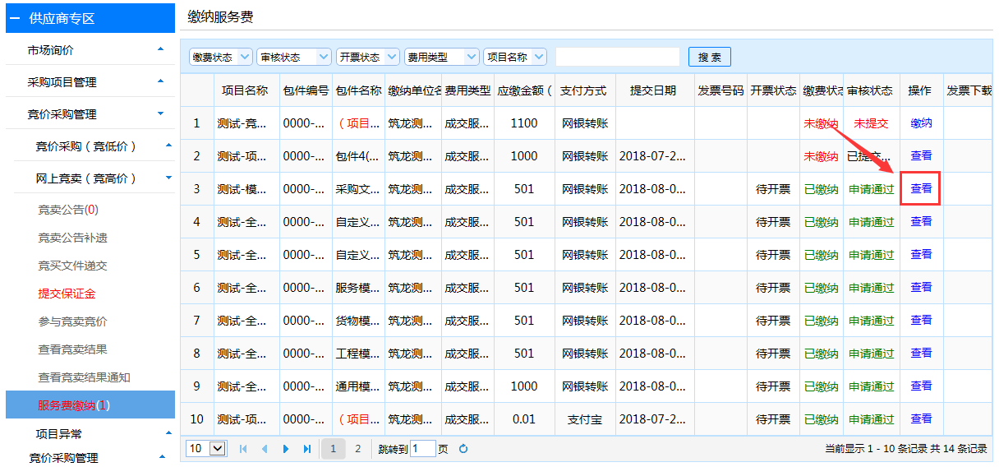 供应商专区
市场询价
采购项目管理
竞价采购管理
竞价采购（竞低价）
网上竞卖（竞高价）
竞卖公告(0)
竞卖公告补遗
竞买文件递交
提交保证金
参与竞卖竞价
查看竞卖结果
查看竞卖结果通知
服务费缴纳(1)
项目异常
竞价采购管理
缴纳服务费
缴费状态 审核状态 开票状态 费用类型 项目名称 搜 索
项目名称 包件编号 包件名称 缴纳单位名 费用类型 应缴金额（ 支付方式 提交日期 发票号码 开票状态 缴费状态 审核状态 操作 发票下载
1 测试-竞... 0000-... （项目... 筑龙测... 成交服... 1100 网银转账 未缴纳 未提交 缴纳
2 测试-项... 0000-... 包件4(... 筑龙测... 成交服... 1000 网银转账 2018-07-2... 未缴纳 已提交... 查看
3 测试-模... 0000-... 采购文... 筑龙测... 成交服... 501 网银转账 2018-08-0... 待开票 已缴纳 申请通过 查看
4 测试-全... 0000-... 自定义... 筑龙测... 成交服... 501 网银转账 2018-08-0... 待开票 已缴纳 申请通过 查看
5 测试-全... 0000-... 自定义... 筑龙测... 成交服... 501 网银转账 2018-08-0... 待开票 已缴纳 申请通过 查看
6 测试-全... 0000-... 服务模... 筑龙测... 成交服... 501 网银转账 2018-08-0... 待开票 已缴纳 申请通过 查看
7 测试-全... 0000-... 货物模... 筑龙测... 成交服... 501 网银转账 2018-08-0... 待开票 已缴纳 申请通过 查看
8 测试-全... 0000-... 工程模... 筑龙测... 成交服... 501 网银转账 2018-08-0... 待开票 已缴纳 申请通过 查看
9 测试-全... 0000-... 通用模... 筑龙测... 成交服... 1000 网银转账 2018-08-0... 待开票 已缴纳 申请通过 查看
10 测试-项... 0000-... （项目... 筑龙测... 成交服... 0.01 支付宝 2018-07-2... 待开票 已缴纳 申请通过 查看
10 1 2 跳转到 1 页 当前显示 1 - 10 条记录 共 14 条记录